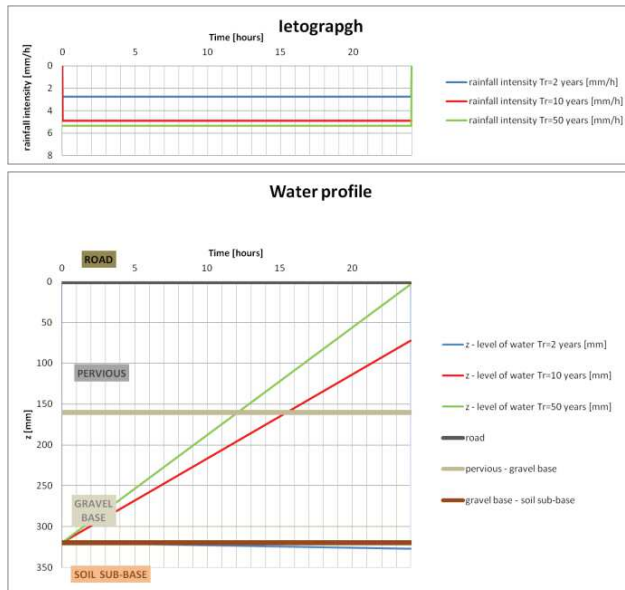 Ietograpgh
Time [hours]
0 5 10 15 20
rainfall intensity [mm/h]
0
2
4
6
8
rainfall intensity Tr=2 years [mm/h]
rainfall intensity Tr=10 years [mm/h]
rainfall intensity Tr=50 years [mm/h]
Water profile
Time [hours]
ROAD
0 5 10 15 20
z [mm]
0
50
100
150
200
250
300
350
PERVIOUS
GRAVEL
BASE
SOIL SUB-BASE
z - level of water Tr=2 years [mm]
z - level of water Tr=10 years [mm]
z - level of water Tr=50 years [mm]
road
pervious - gravel base
gravel base - soil sub-base